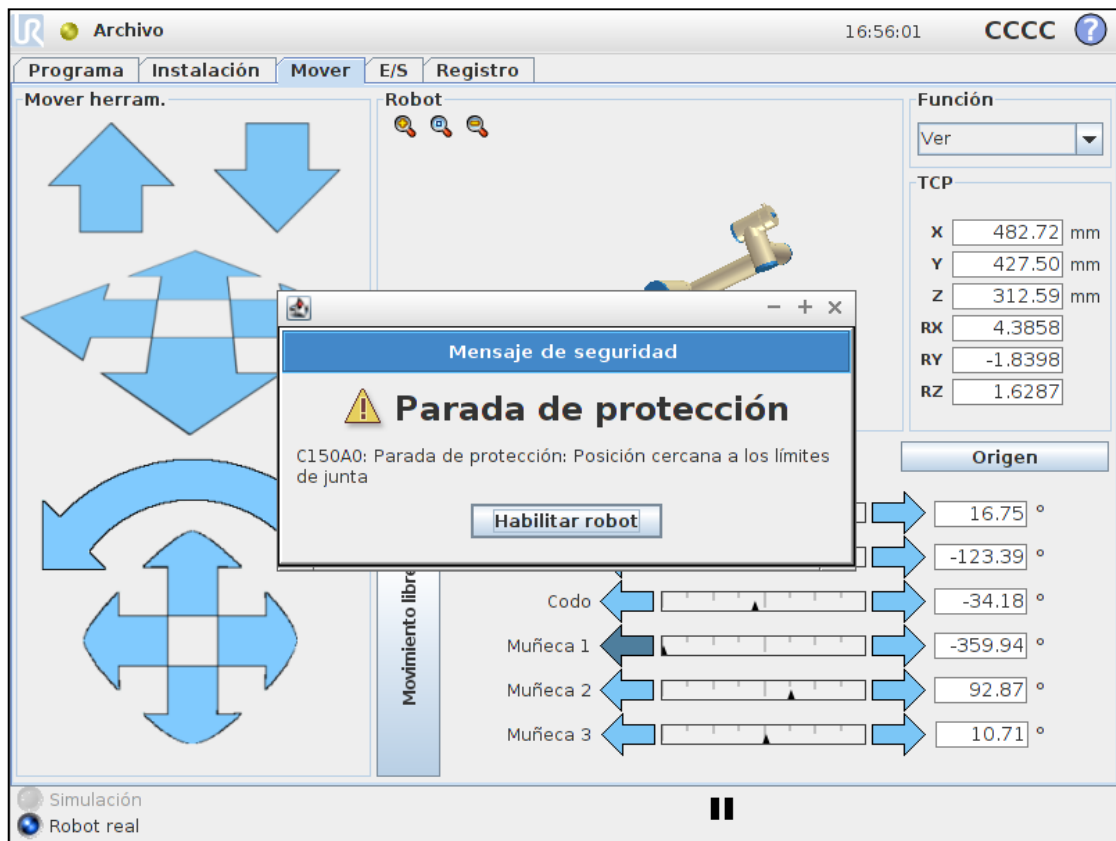 UR
Archivo
16:56:01
CCCC
?
Programa
Instalación
Mover
E/S
Registro
Mover herram.
Robot
Función
Ver
TCP
X 482.72 mm
Y 427.50 mm
Z 312.59 mm
RX 4.3858
RY -1.8398
RZ 1.6287
Mensaje de seguridad
Parada de protección
C150A0: Parada de protección: Posición cercana a los límites
de junta
Habilitar robot
Origen
16.75 °
-123.39 °
Codo -34.18 °
Muñeca 1 -359.94 °
Muñeca 2 92.87 °
Muñeca 3 10.71 °
Movimiento libre
Simulación
Robot real